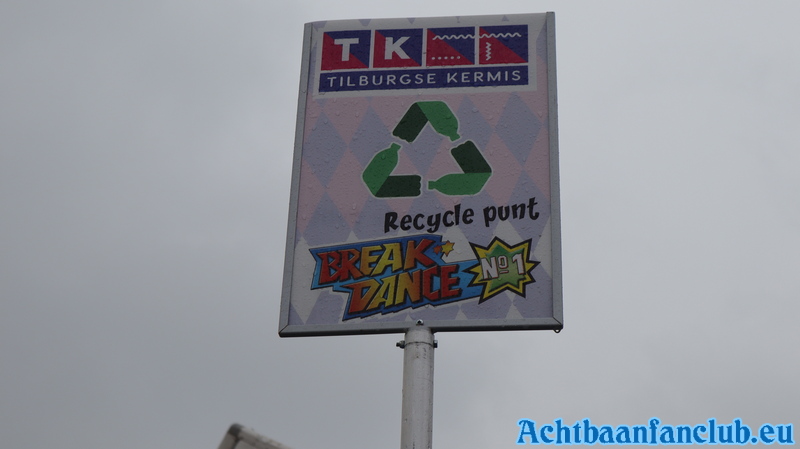 TK
TILBURGSE KERMIS
Recycle punt
BREAK
DANCE
No1
Achtbaanfanclub.eu